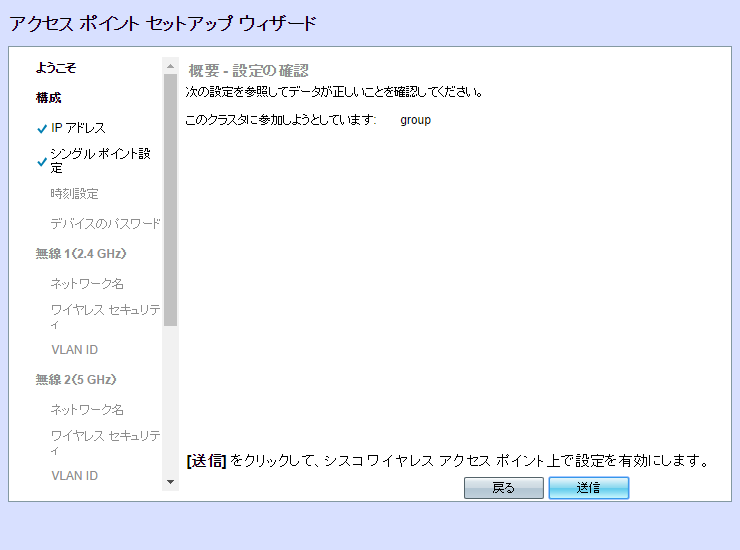 アクセス ポイント セットアップ ウィザード
ようこそ
構成
IP アドレス
シングル ポイント設
定
時刻設定
デバイスのパスワード
無線 1(2.4 GHz)
ネットワーク名
ワイヤレス セキュリテ
ィ
VLAN ID
無線 2(5 GHz)
ネットワーク名
ワイヤレス セキュリテ
ィ
VLAN ID
概要 - 設定の確認
次の設定を参照してデータが正しいことを確認してください。
このクラスタに参加しようとしています: group
[送信] をクリックして、シスコ ワイヤレス アクセス ポイント上で設定を有効にします。
戻る 送信